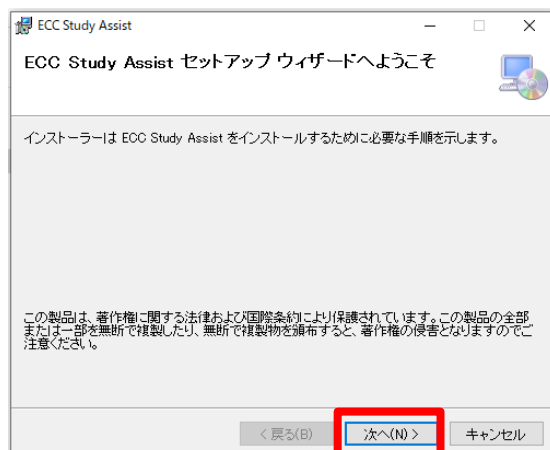 ECC Study Assist
ECC Study Assist セットアップ ウィザードへようこそ
インストーラーは ECC Study Assist をインストールするために必要な手順を示します。
この製品は、著作権に関する法律および国際条約により保護されています。この製品の全部
または一部を無断で複製したり、無断で複製物を頒布すると、著作権の侵害となりますのでご
注意ください。
< 戻る(B) 次へ(N) > キャンセル